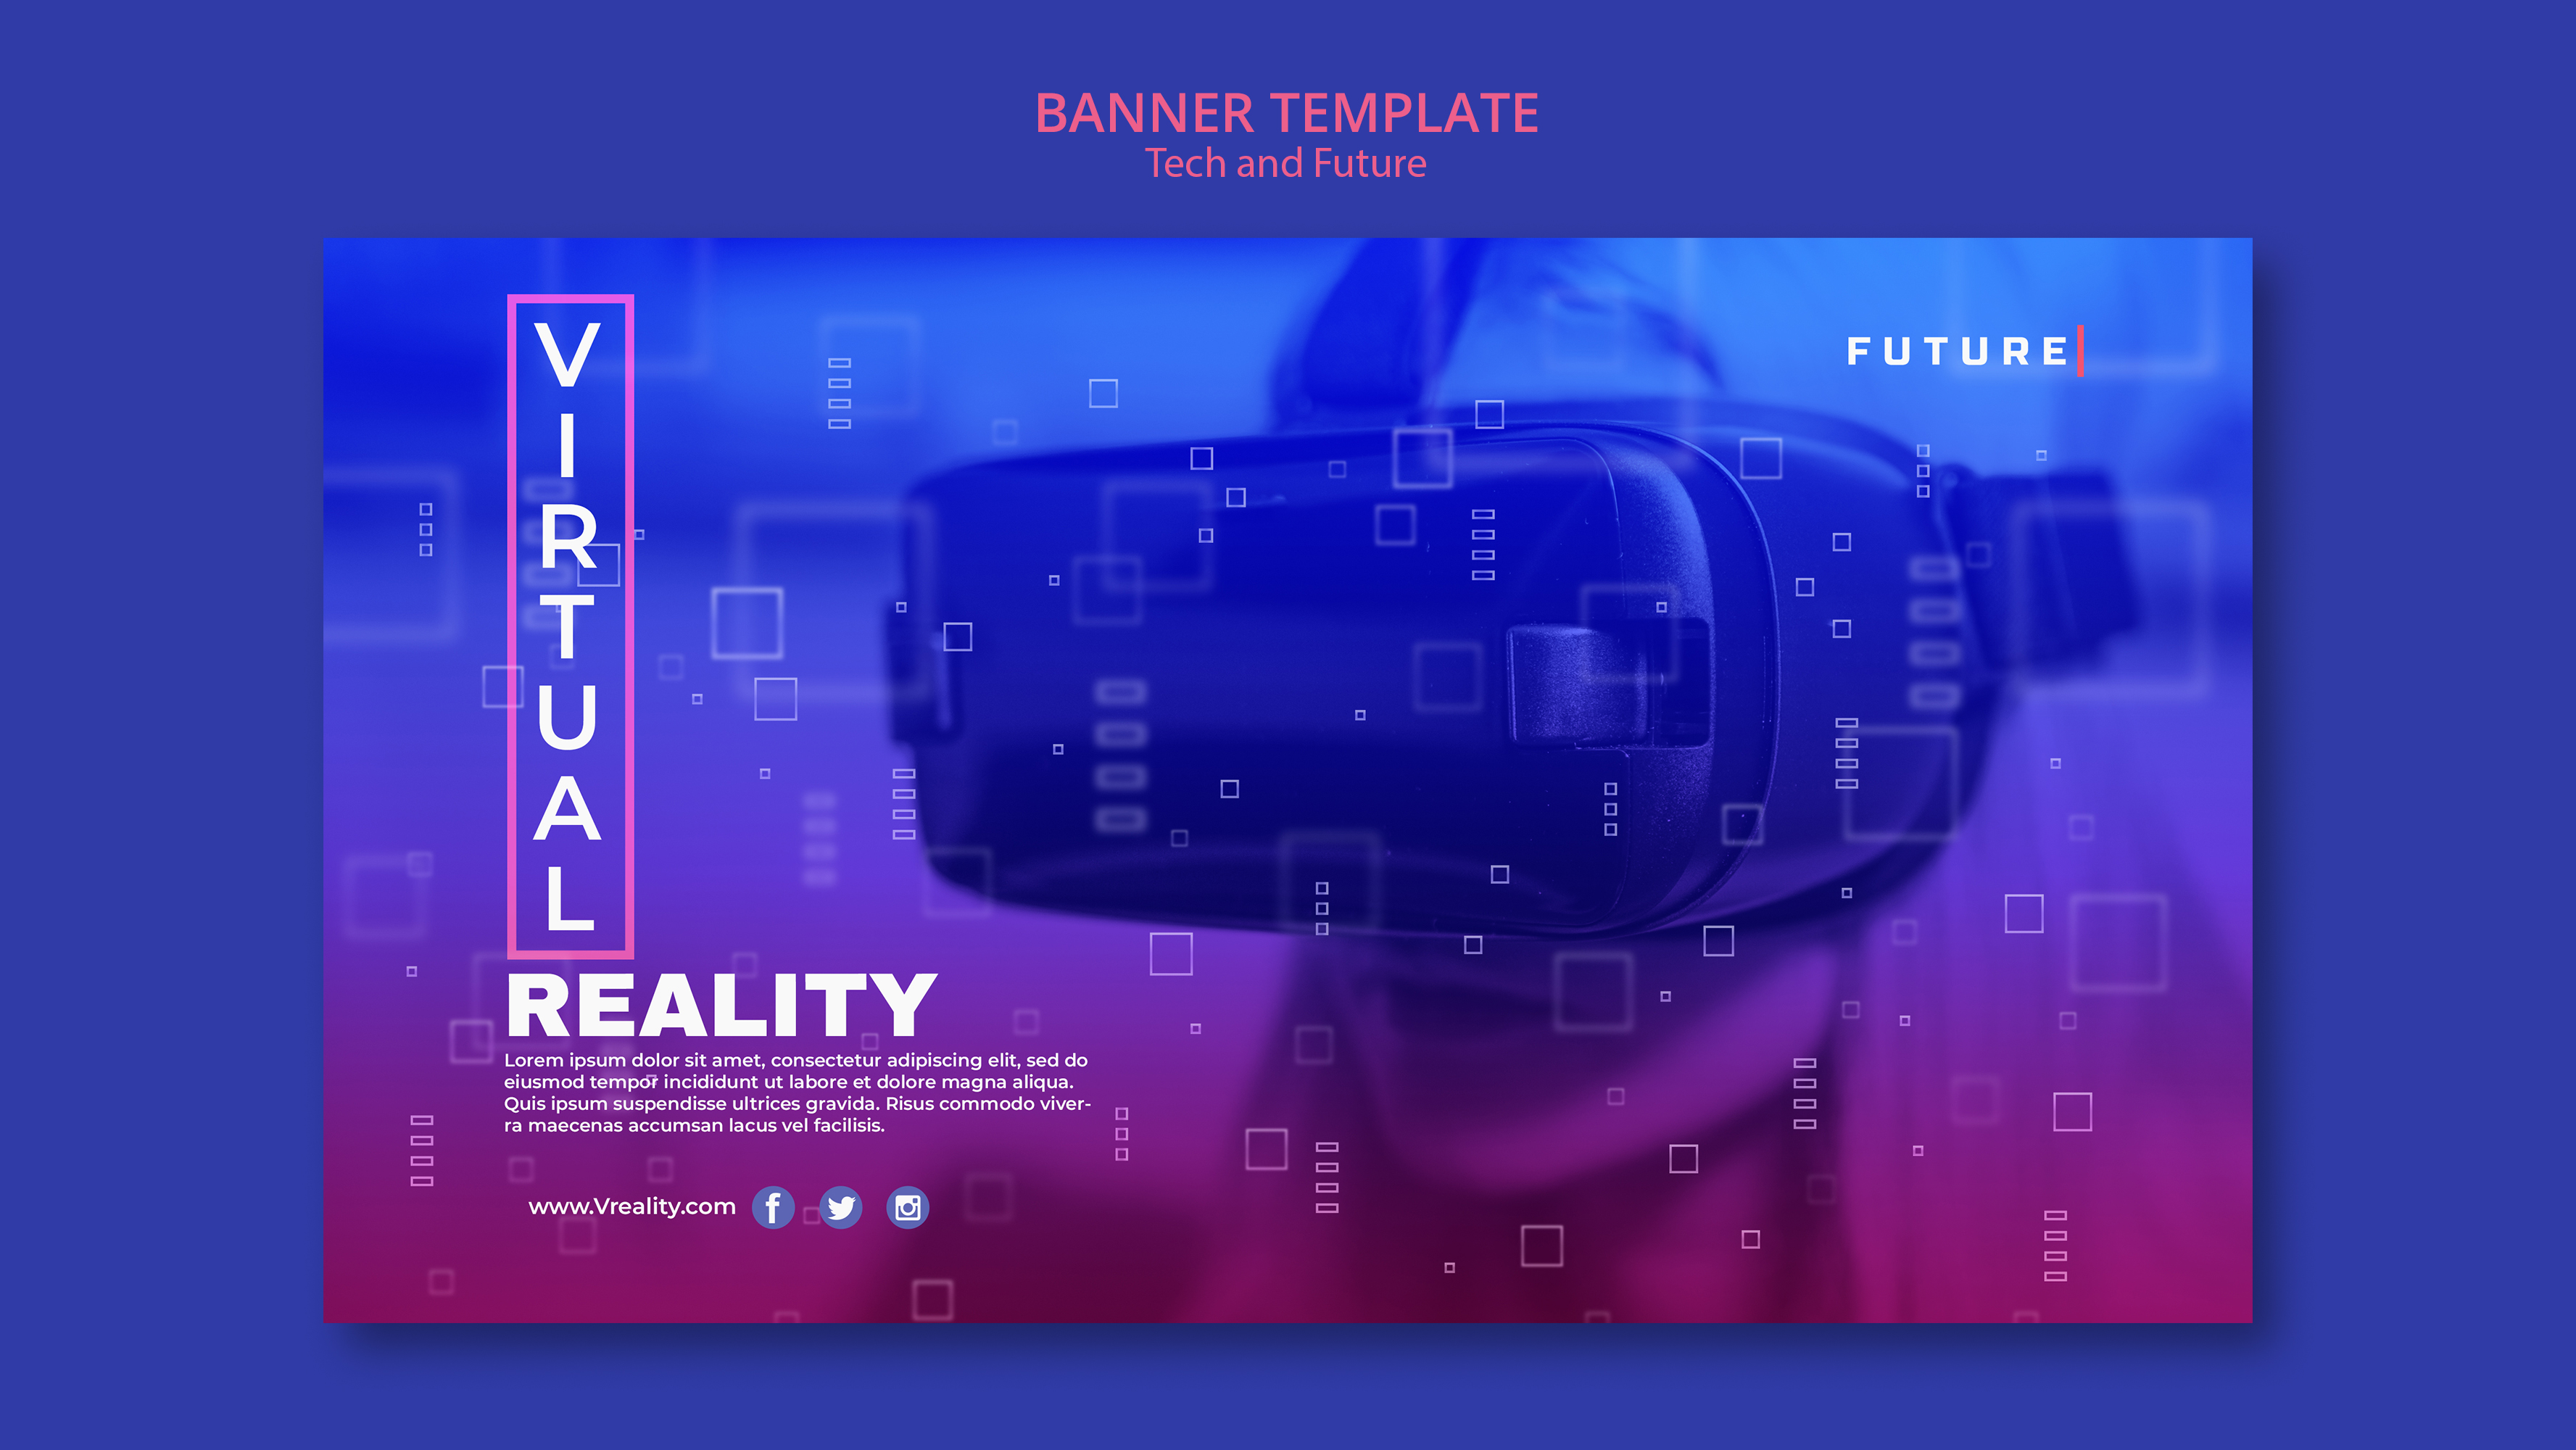 BANNER TEMPLATE
Tech and Future
FUTURE
VIRTUAL
REALITY
Lorem ipsum dolor sit amet, consectetur adipiscing elit, sed do
eiusmod tempor incididunt ut labore et dolore magna aliqua.
Quis ipsum suspendisse ultrices gravida. Risus commodo viver-
ra maecenas accumsan lacus vel facilisis.
www.Vreality.com